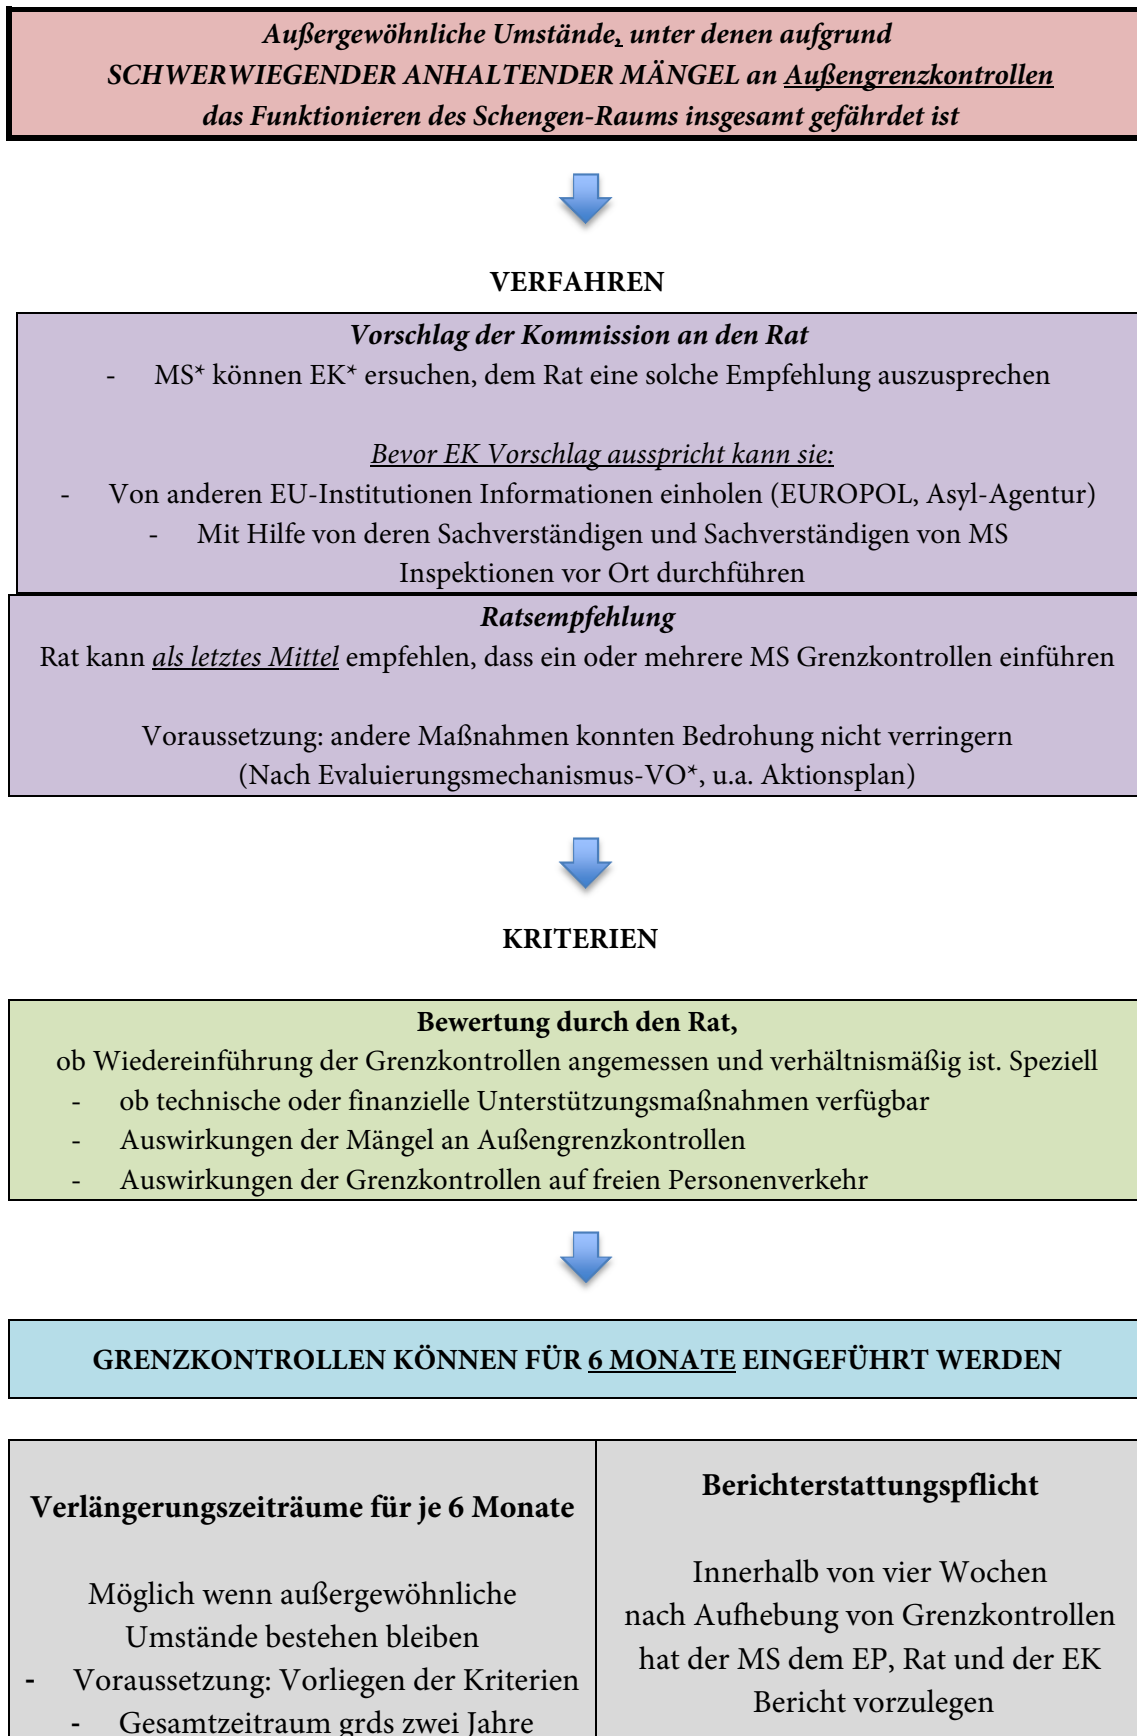 Außergewöhnliche Umstände, unter denen aufgrund
SCHWERWIEGENDER ANHALTENDER MÄNGEL an Außengrenzkontrollen
das Funktionieren des Schengen-Raums insgesamt gefährdet ist
VERFAHREN
Vorschlag der Kommission an den Rat
- MS* können EK* ersuchen, dem Rat eine solche Empfehlung auszusprechen
Bevor EK Vorschlag ausspricht kann sie:
- Von anderen EU-Institutionen Informationen einholen (EUROPOL, Asyl-Agentur)
- Mit Hilfe von deren Sachverständigen und Sachverständigen von MS
Inspektionen vor Ort durchführen
Ratsempfehlung
Rat kann als letztes Mittel empfehlen, dass ein oder mehrere MS Grenzkontrollen einführen
Voraussetzung: andere Maßnahmen konnten Bedrohung nicht verringern
(Nach Evaluierungsmechanismus-VO*, u.a. Aktionsplan)
KRITERIEN
Bewertung durch den Rat,
ob Wiedereinführung der Grenzkontrollen angemessen und verhältnismäßig ist. Speziell
- ob technische oder finanzielle Unterstützungsmaßnahmen verfügbar
- Auswirkungen der Mängel an Außengrenzkontrollen
- Auswirkungen der Grenzkontrollen auf freien Personenverkehr
GRENZKONTROLLEN KÖNNEN FÜR 6 MONATE EINGEFÜHRT WERDEN
Verlängerungszeiträume für je 6 Monate
Möglich wenn außergewöhnliche
Umstände bestehen bleiben
- Voraussetzung: Vorliegen der Kriterien
- Gesamtzeitraum grds zwei Jahre
Berichterstattungspflicht
Innerhalb von vier Wochen
nach Aufhebung von Grenzkontrollen
hat der MS dem EP, Rat und der EK
Bericht vorzulegen